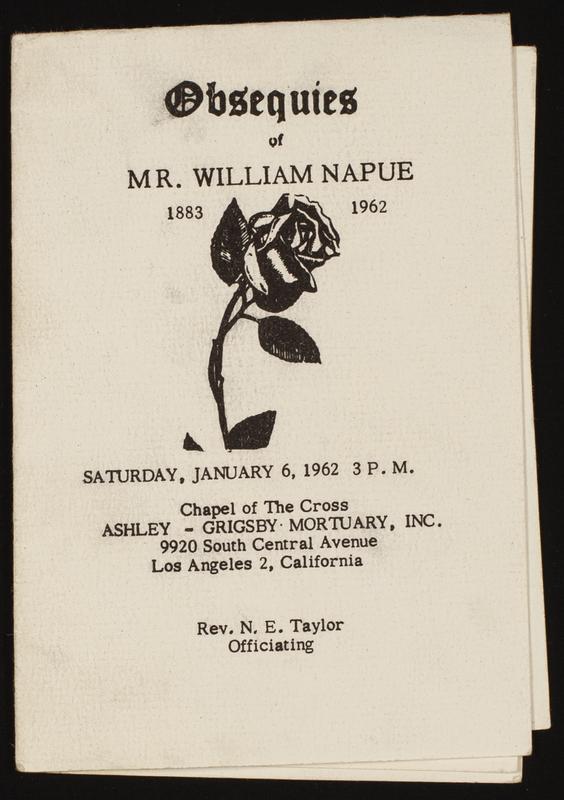 Obsequies
of
MR. WILLIAM NAPUE
1883 1962
SATURDAY, JANUARY 6, 1962 3 P. M.
Chapel of The Cross
ASHLEY - GRIGSBY MORTUARY, INC.
9920 South Central Avenue
Los Angeles 2, California
Rev. N. E. Taylor
Officiating